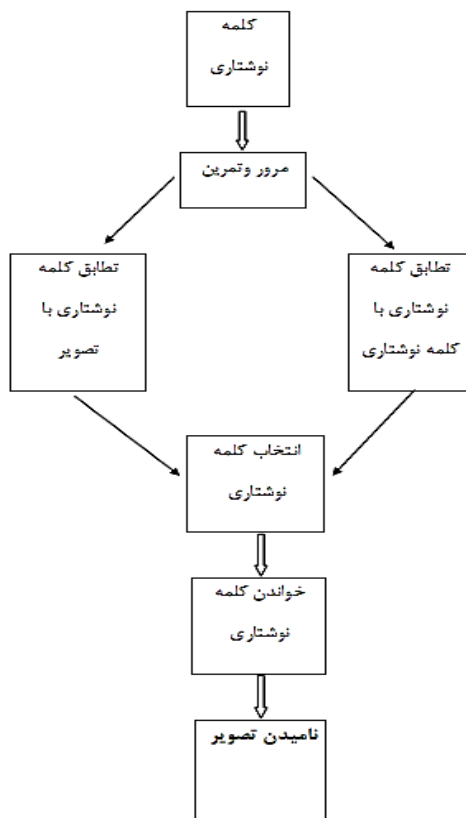 کلمه
نوشتاری
مرور وتمرین
تطابق کلمه
نوشتاری با
کلمه نوشتاری
تطابق کلمه
نوشتاری با
تصویر
انتخاب کلمه
نوشتاری
خواندن کلمه
نوشتاری
نامیدن تصویر